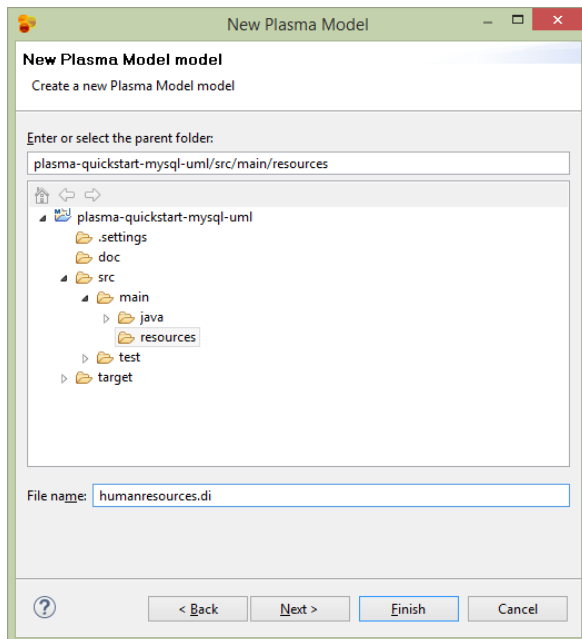 New Plasma Model
New Plasma Model model
Create a new Plasma Model model
Enter or select the parent folder:
plasma-quickstart-mysql-uml/src/main/resources
plasma-quickstart-mysql-uml
.settings
doc
src
main
java
resources
test
target
File name: humanresources.di
< Back Next > Finish Cancel